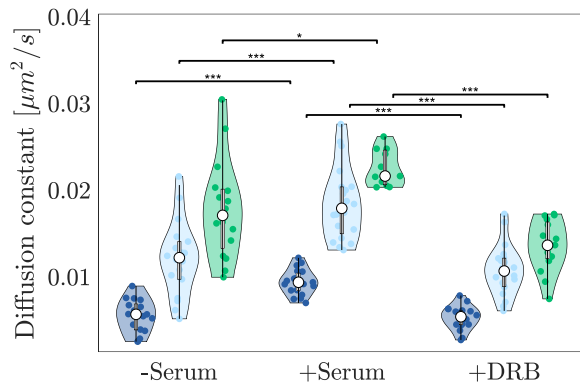 Diffusion constant [μm²/s]
0.04
0.03
0.02
0.01
*
***
***
***
***
***
-Serum
+Serum
+DRB